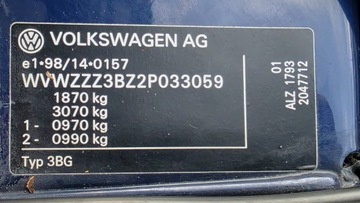 VOLKSWAGEN AG
e1*98/14*0157
WVWZZZ3BZ2P033059
1870 kg
3070 kg
1- 0970 kg
2- 0990 kg
Typ 3BG
01
ALZ 1793
2047712